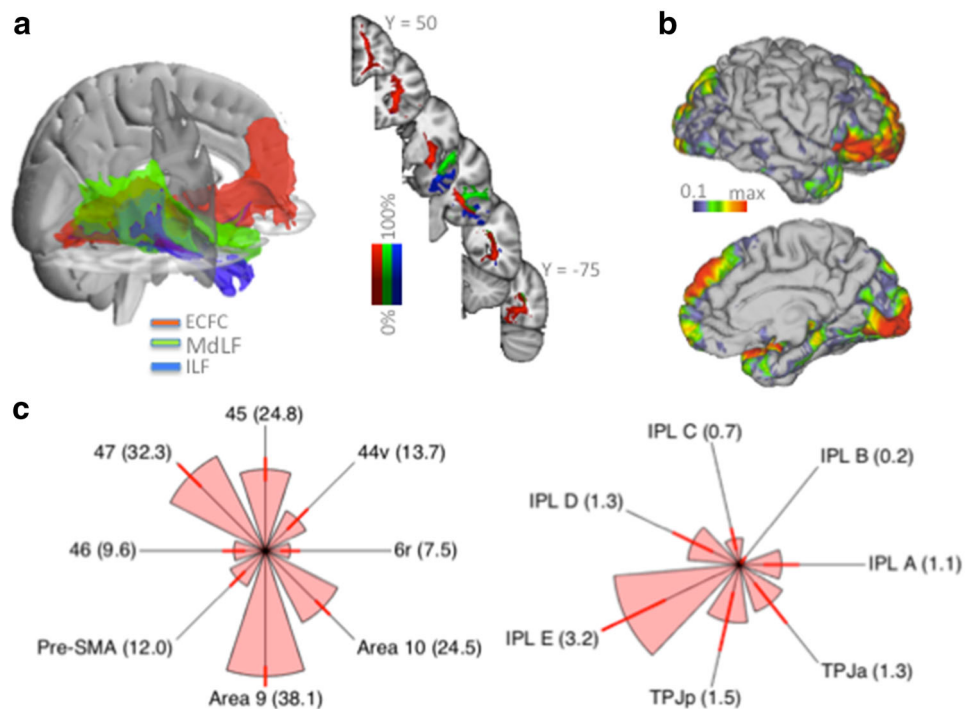 a
Y = 50
b
0.1 max
100%
0%
Y = -75
ECFC
MdLF
ILF
c
45 (24.8)
47 (32.3)
44v (13.7)
46 (9.6)
6r (7.5)
Pre-SMA (12.0)
Area 10 (24.5)
Area 9 (38.1)
IPL C (0.7)
IPL B (0.2)
IPL D (1.3)
IPL A (1.1)
IPL E (3.2)
TPJa (1.3)
TPJp (1.5)